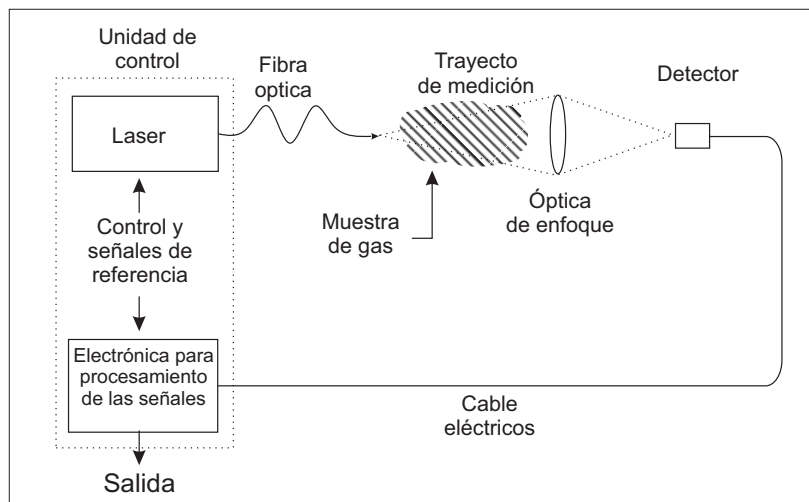 Unidad de
control
Fibra
optica
Trayecto
de medición
Detector
Laser
Óptica
de enfoque
Muestra
de gas
Control y
señales de
referencia
Electrónica para
procesamiento
de las señales
Cable
eléctricos
Salida